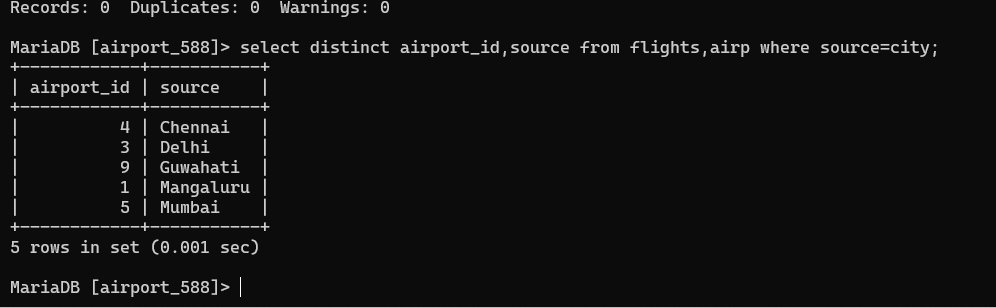 Records: 0  Duplicates: 0  Warnings: 0
MariaDB [airport_588]> select distinct airport_id,source from flights,airp where source=city;
+------------+-----------+
| airport_id | source    |
+------------+-----------+
|          4 | Chennai   |
|          3 | Delhi     |
|          9 | Guwahati  |
|          1 | Mangaluru |
|          5 | Mumbai    |
+------------+-----------+
5 rows in set (0.001 sec)
MariaDB [airport_588]>